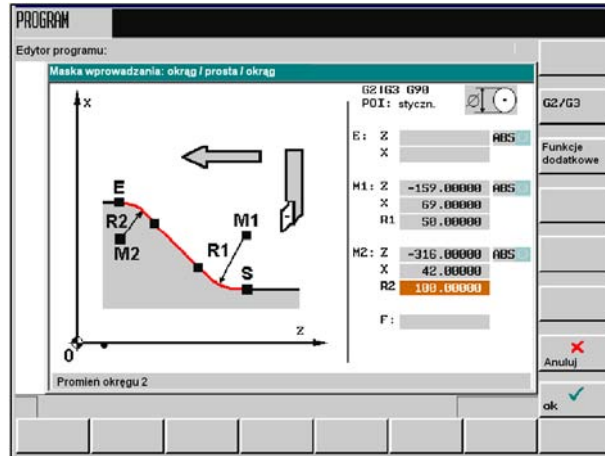 PROGRAM
Edytor programu:
Maska wprowadzania: okrąg / prosta / okrąg
G2/G3 G90
POI: styczn.
Ø
G2/G3
x
E: Z ABS
X
Funkcje
dodatkowe
E
R2
M2
R1
M1
S
M1: Z -159.00000 ABS
X 69.00000
R1 50.00000
M2: Z -316.00000 ABS
X 42.00000
R2 100.00000
F:
z
0
Promień okręgu 2
Anuluj
ok